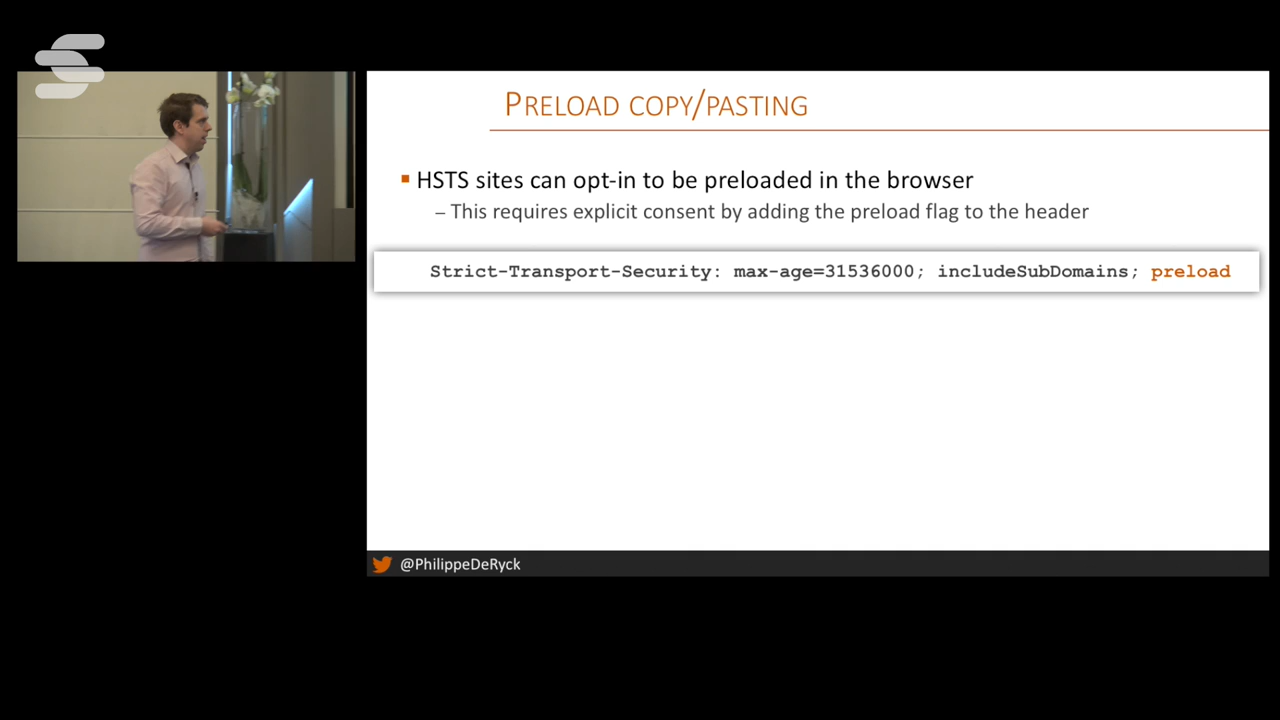 PRELOAD COPY/PASTING
▪ HSTS sites can opt-in to be preloaded in the browser
– This requires explicit consent by adding the preload flag to the header
Strict-Transport-Security: max-age=31536000; includeSubDomains; preload
@PhilippeDeRyck